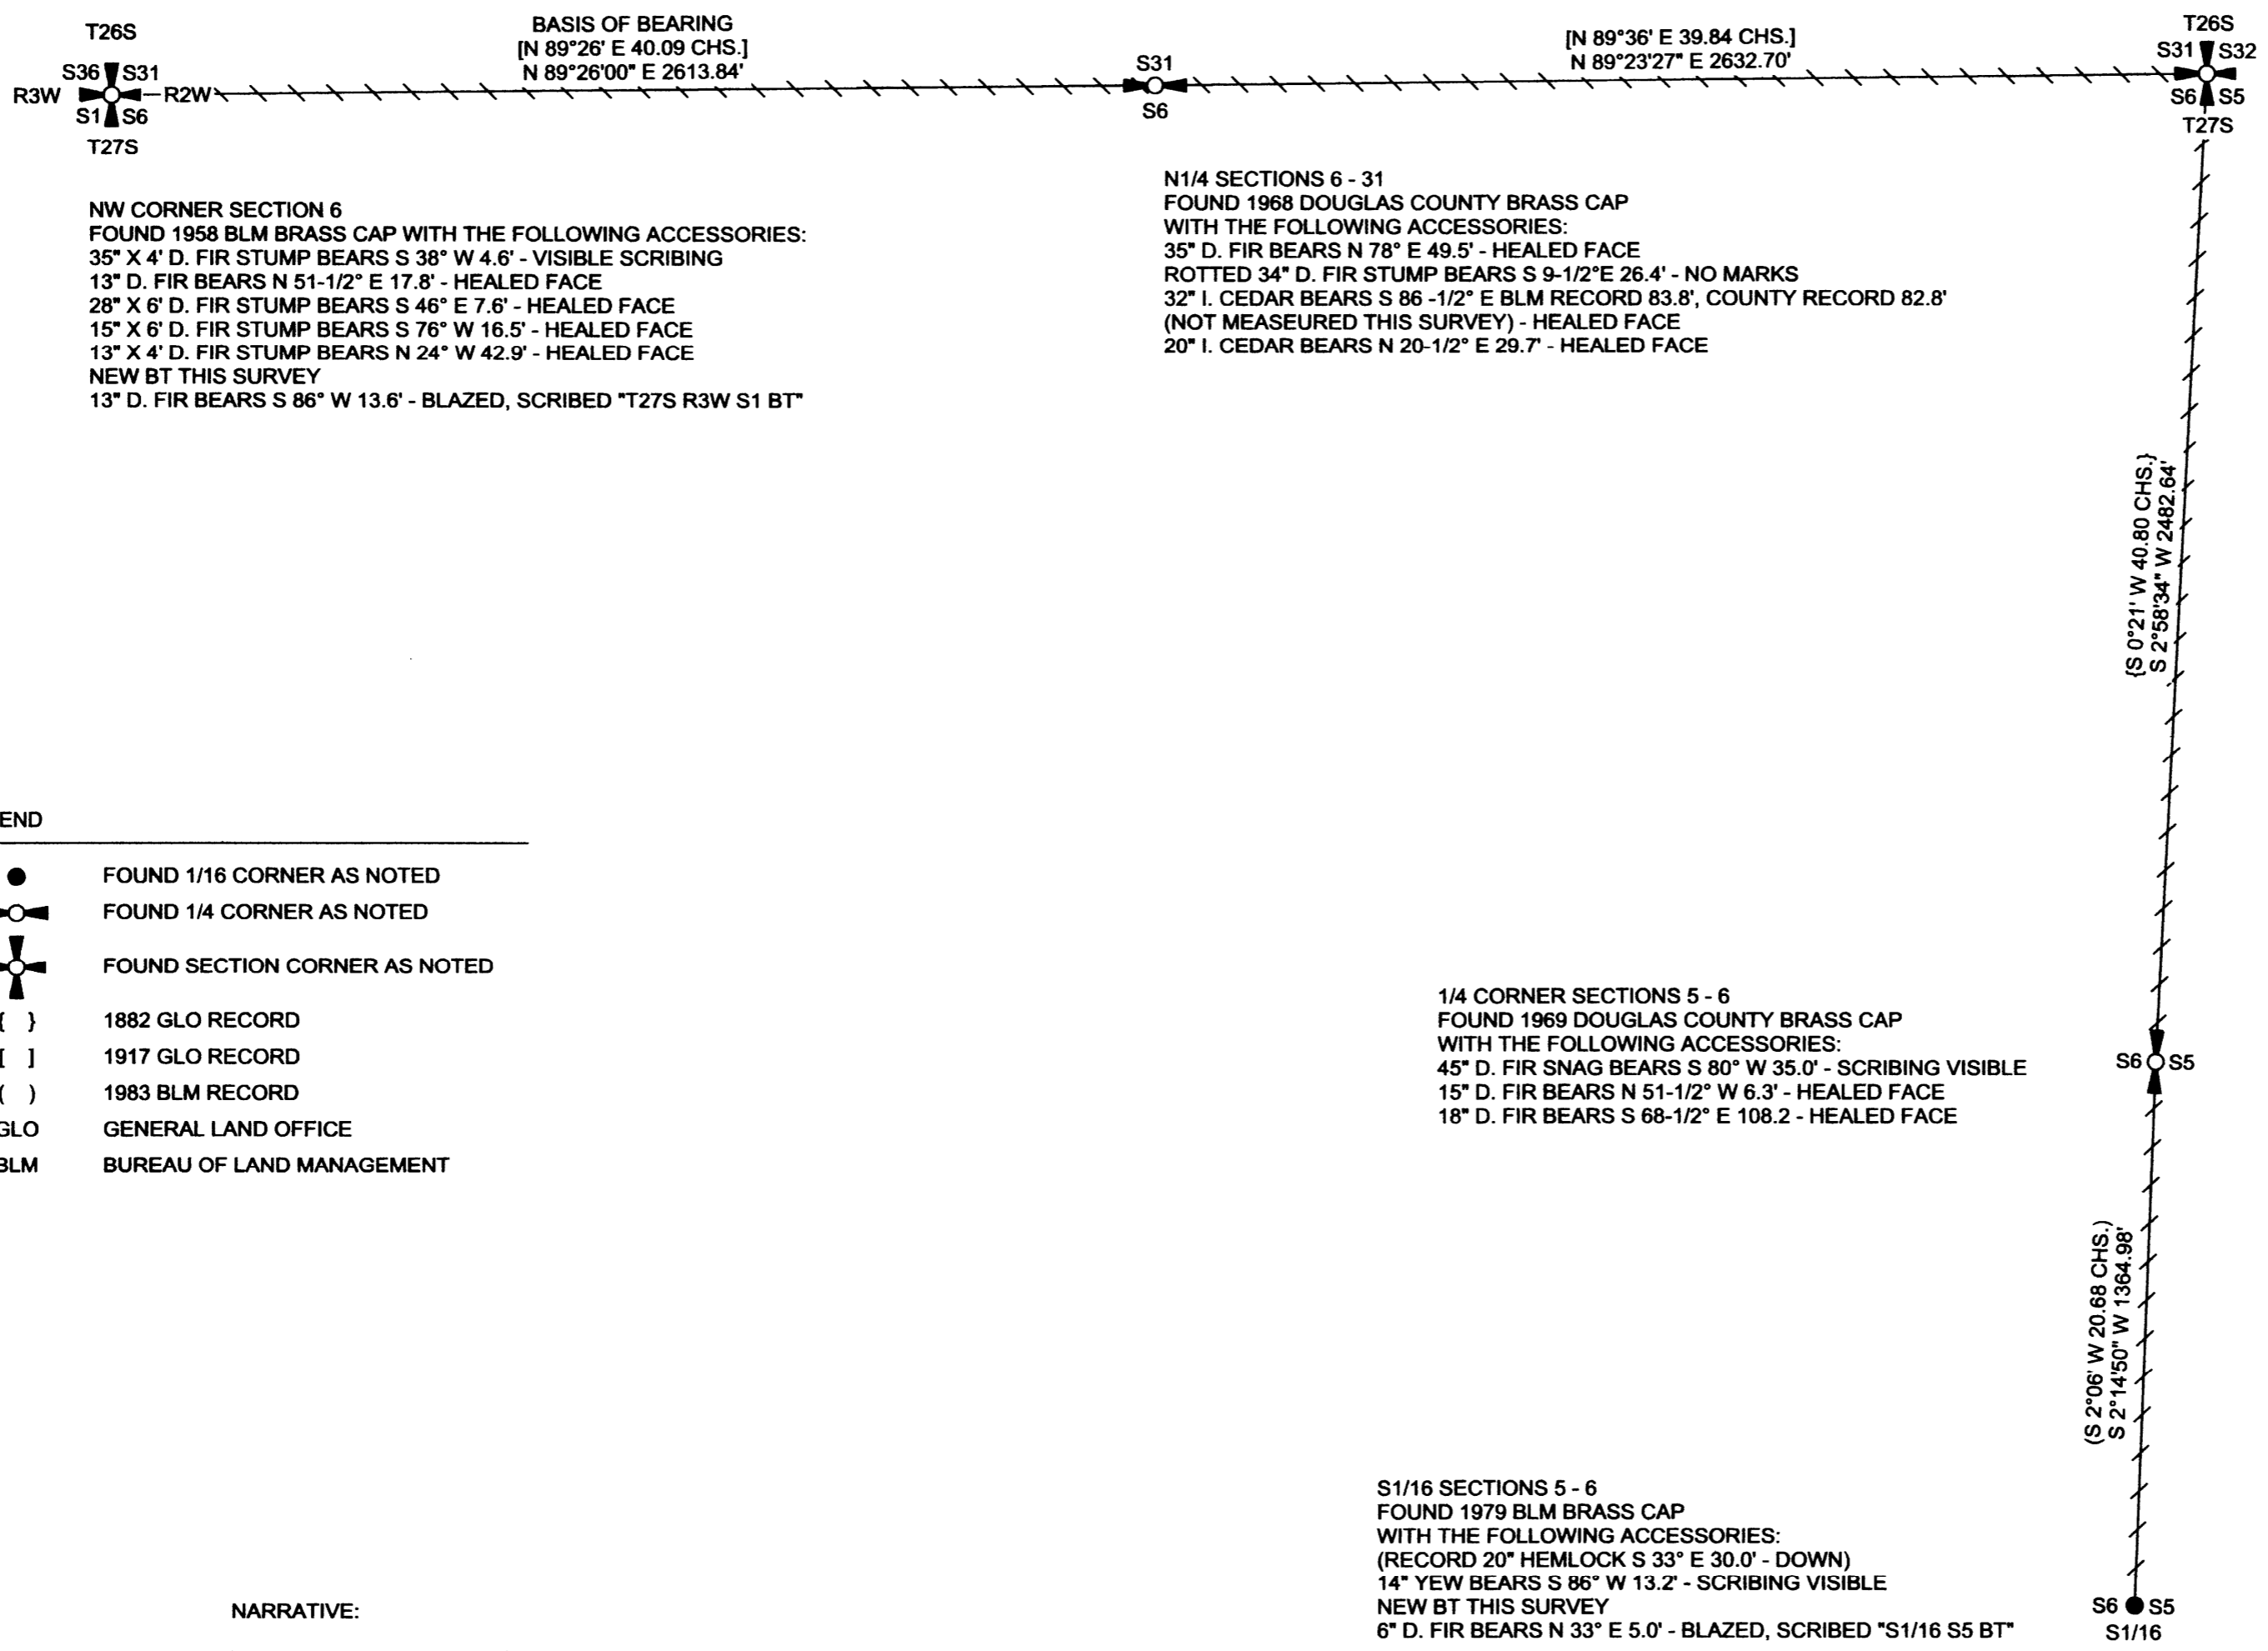 T26S
S36 S31
R3W R2W
S1 S6
T27S
BASIS OF BEARING
[N 89°26' E 40.09 CHS.]
N 89°26'00" E 2613.84'
S31
S6
[N 89°36' E 39.84 CHS.]
N 89°23'27" E 2632.70'
T26S
S31 S32
S6 S5
T27S
NW CORNER SECTION 6
FOUND 1958 BLM BRASS CAP WITH THE FOLLOWING ACCESSORIES:
35" X 4' D. FIR STUMP BEARS S 38° W 4.6' - VISIBLE SCRIBING
13" D. FIR BEARS N 51-1/2° E 17.8' - HEALED FACE
28" X 6' D. FIR STUMP BEARS S 46° E 7.6' - HEALED FACE
15" X 6' D. FIR STUMP BEARS S 76° W 16.5' - HEALED FACE
13" X 4' D. FIR STUMP BEARS N 24° W 42.9' - HEALED FACE
NEW BT THIS SURVEY
13" D. FIR BEARS S 86° W 13.6' - BLAZED, SCRIBED "T27S R3W S1 BT"
N1/4 SECTIONS 6 - 31
FOUND 1968 DOUGLAS COUNTY BRASS CAP
WITH THE FOLLOWING ACCESSORIES:
35" D. FIR BEARS N 78° E 49.5' - HEALED FACE
ROTTED 34" D. FIR STUMP BEARS S 9-1/2°E 26.4' - NO MARKS
32" I. CEDAR BEARS S 86 -1/2° E BLM RECORD 83.8', COUNTY RECORD 82.8'
(NOT MEASEURED THIS SURVEY) - HEALED FACE
20" I. CEDAR BEARS N 20-1/2° E 29.7' - HEALED FACE
{S 0°21' W 40.80 CHS.}
S 2°58'34" W 2482.64'
END
FOUND 1/16 CORNER AS NOTED
FOUND 1/4 CORNER AS NOTED
FOUND SECTION CORNER AS NOTED
{ } 1882 GLO RECORD
[ ] 1917 GLO RECORD
( ) 1983 BLM RECORD
GLO GENERAL LAND OFFICE
BLM BUREAU OF LAND MANAGEMENT
1/4 CORNER SECTIONS 5 - 6
FOUND 1969 DOUGLAS COUNTY BRASS CAP
WITH THE FOLLOWING ACCESSORIES:
45" D. FIR SNAG BEARS S 80° W 35.0' - SCRIBING VISIBLE
15" D. FIR BEARS N 51-1/2° W 6.3' - HEALED FACE
18" D. FIR BEARS S 68-1/2° E 108.2 - HEALED FACE
S6 S5
(S 2°06' W 20.68 CHS.)
S 2°14'50" W 1364.98'
S1/16 SECTIONS 5 - 6
FOUND 1979 BLM BRASS CAP
WITH THE FOLLOWING ACCESSORIES:
(RECORD 20" HEMLOCK S 33° E 30.0' - DOWN)
14" YEW BEARS S 86° W 13.2' - SCRIBING VISIBLE
NEW BT THIS SURVEY
6" D. FIR BEARS N 33° E 5.0' - BLAZED, SCRIBED "S1/16 S5 BT"
S6 S5
S1/16
NARRATIVE: